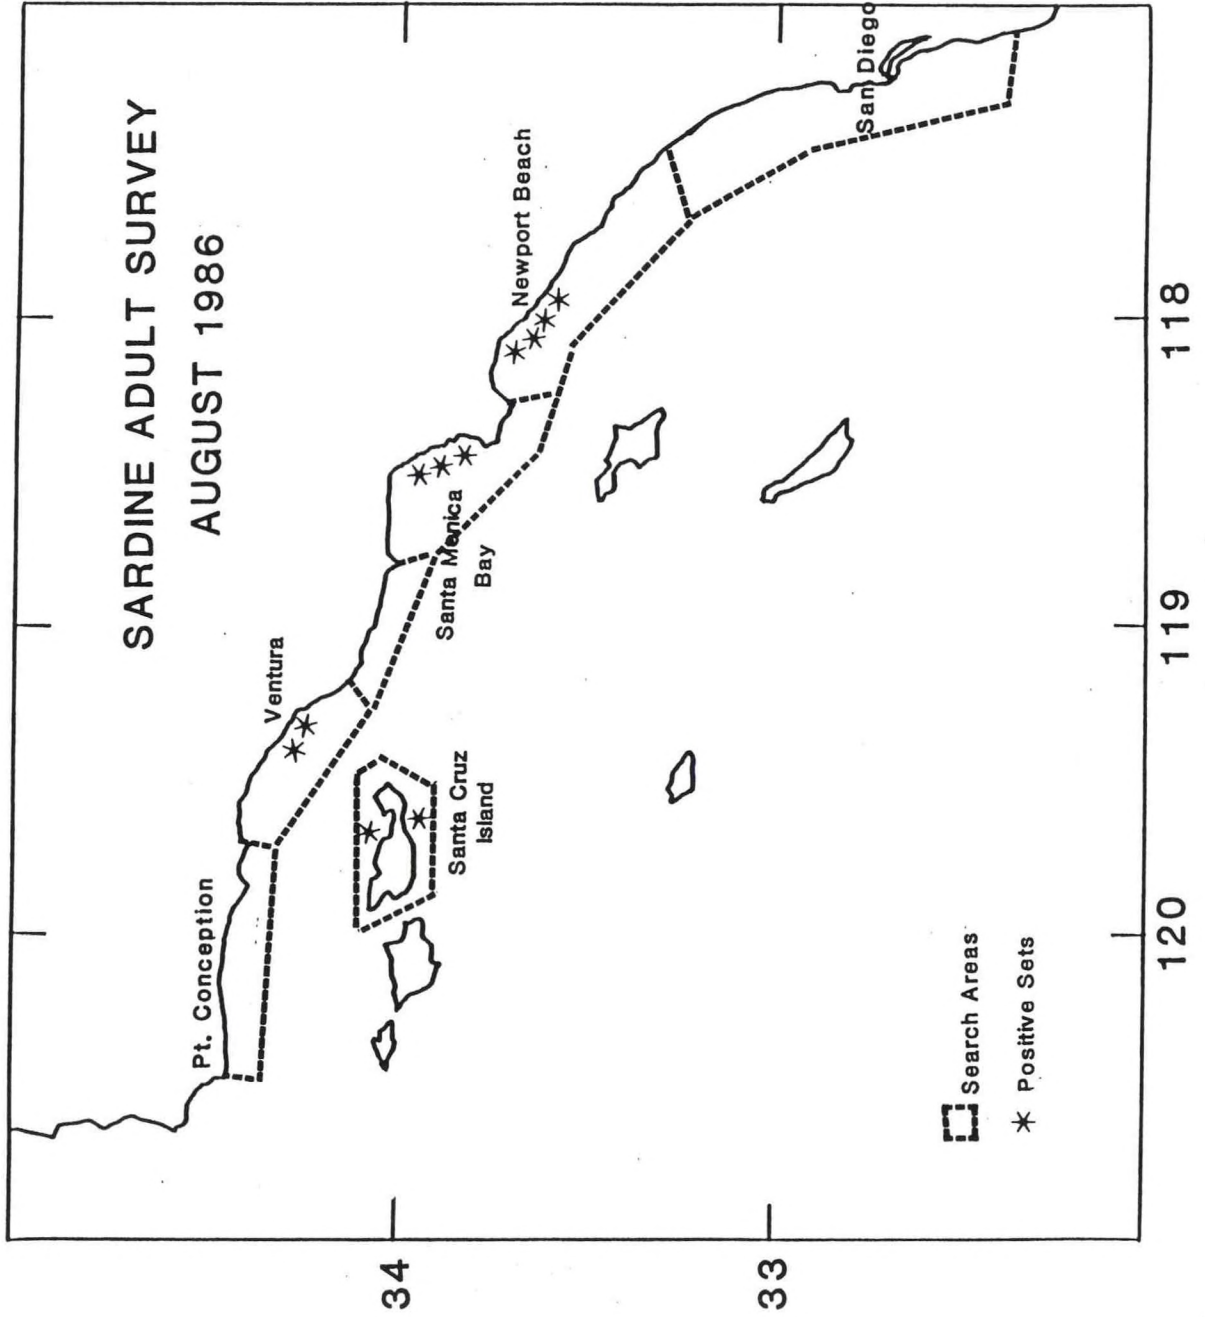 SARDINE ADULT SURVEY
AUGUST 1986
Pt. Conception
Ventura
Santa Monica
Bay
Newport Beach
San Diego
Santa Cruz
Island
Search Areas
Positive Sets
34
33
120
119
118